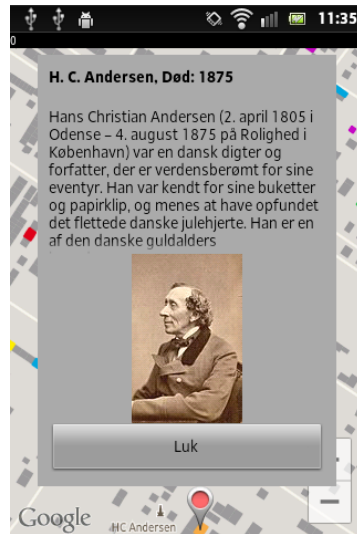 11:35
0
H. C. Andersen, Død: 1875
Hans Christian Andersen (2. april 1805 i
Odense – 4. august 1875 på Rolighed i
København) var en dansk digter og
forfatter, der er verdensberømt for sine
eventyr. Han var kendt for sine buketter
og papirklip, og menes at have opfundet
det flettede danske julehjerte. Han er en
af den danske guldalders
Luk
Google
HC Andersen